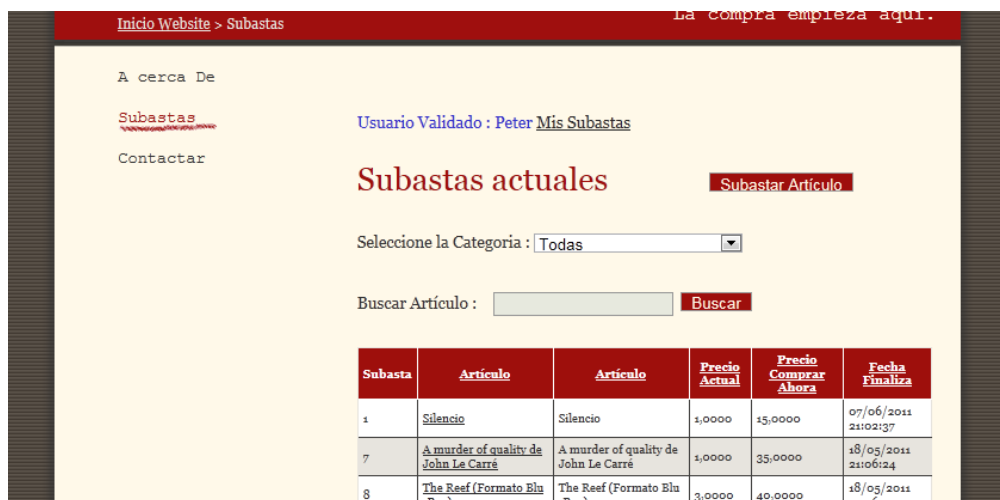 La compra empieza aquí.
Inicio Website > Subastas
A cerca De
Subastas
Contactar
Usuario Validado : Peter Mis Subastas
Subastas actuales
Subastar Artículo
Seleccione la Categoria : Todas
Buscar Artículo :
Buscar
Subasta Artículo Artículo Precio Actual Precio Comprar Ahora Fecha Finaliza
1 Silencio Silencio 1,0000 15,0000 07/06/2011 21:02:37
7 A murder of quality de John Le Carré A murder of quality de John Le Carré 1,0000 35,0000 18/05/2011 21:06:24
8 The Reef (Formato Blu The Reef (Formato Blu 3,0000 40,0000 18/05/2011